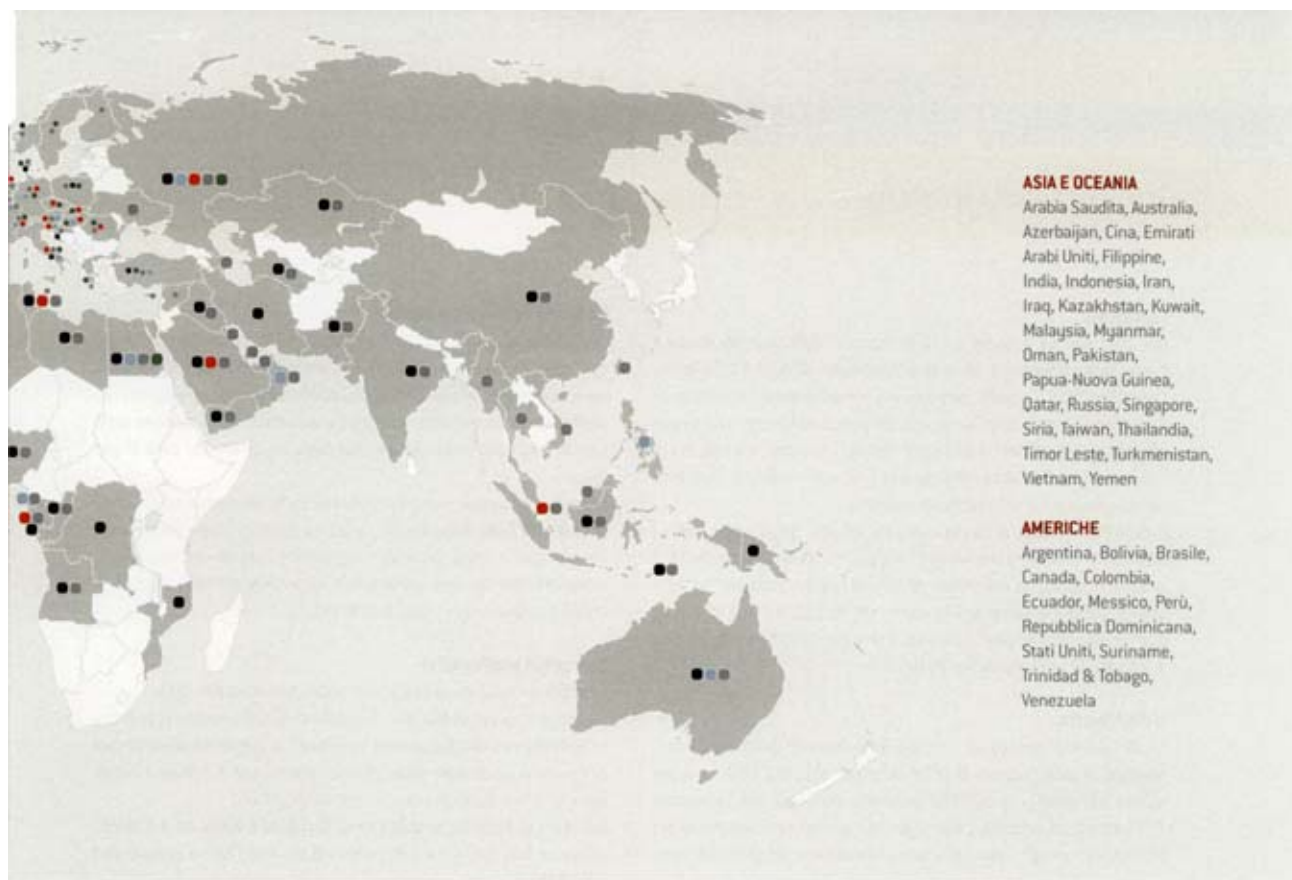 ASIA E OCEANIA
Arabia Saudita, Australia,
Azerbaijan, Cina, Emirati
Arabi Uniti, Filippine,
India, Indonesia, Iran,
Iraq, Kazakhstan, Kuwait,
Malaysia, Myanmar,
Oman, Pakistan,
Papua-Nuova Guinea,
Qatar, Russia, Singapore,
Siria, Taiwan, Thailandia,
Timor Leste, Turkmenistan,
Vietnam, Yemen
AMERICHE
Argentina, Bolivia, Brasile,
Canada, Colombia,
Ecuador, Messico, Perù,
Repubblica Dominicana,
Stati Uniti, Suriname,
Trinidad & Tobago,
Venezuela